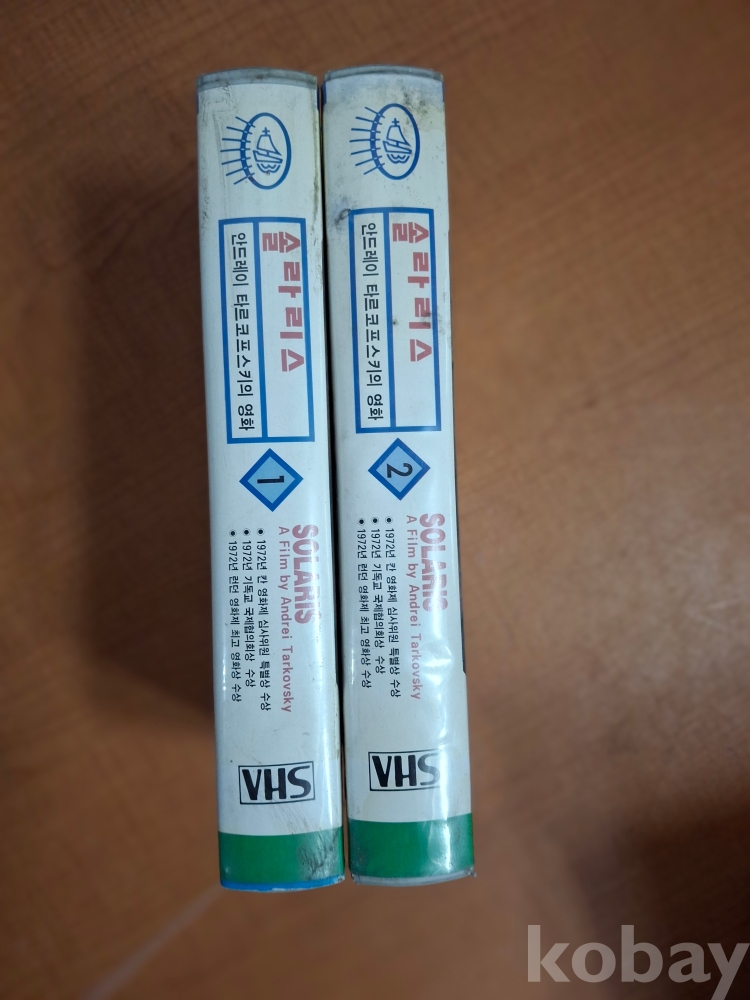 솔라리스
안드레이 타르코프스키의 영화
1
SOLARIS
A Film by Andrei Tarkovsky
• 1972년 칸 영화제 심사위원 특별상 수상
• 1972년 기독교 국제협의회상 수상
• 1972년 런던 영화제 최고 영화상 수상
VHS
솔라리스
안드레이 타르코프스키의 영화
2
SOLARIS
A Film by Andrei Tarkovsky
• 1972년 칸 영화제 심사위원 특별상 수상
• 1972년 기독교 국제협의회상 수상
• 1972년 런던 영화제 최고 영화상 수상
VHS
kobay